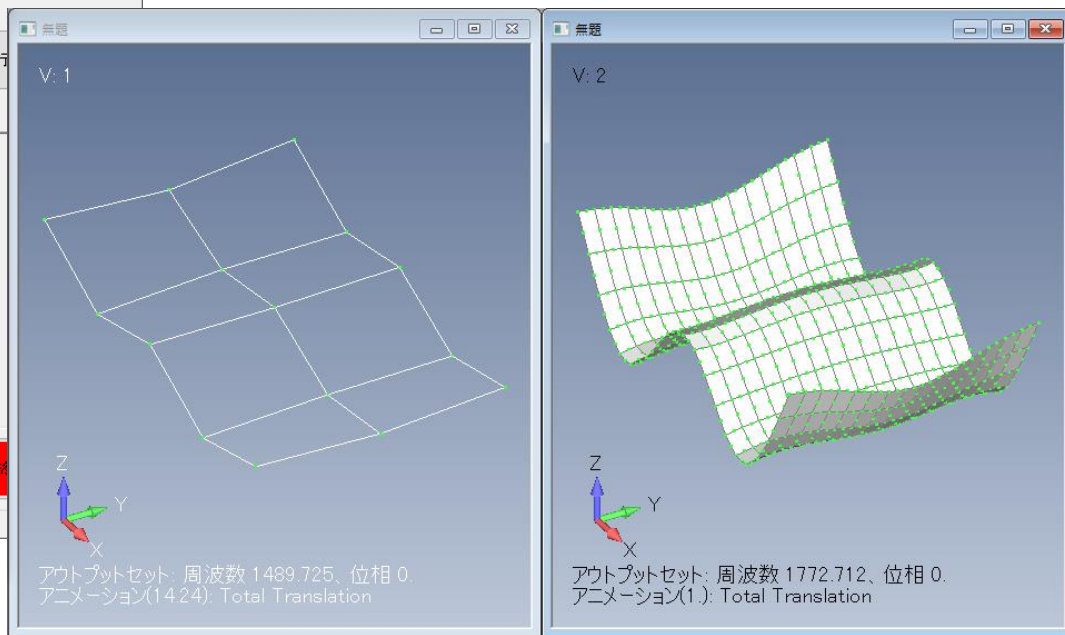 無題
V: 1
Z
Y
X
アウトプットセット: 周波数 1489.725、位相 0.
アニメーション(14.24): Total Translation
無題
V: 2
Z
Y
X
アウトプットセット: 周波数 1772.712、位相 0.
アニメーション(1.): Total Translation